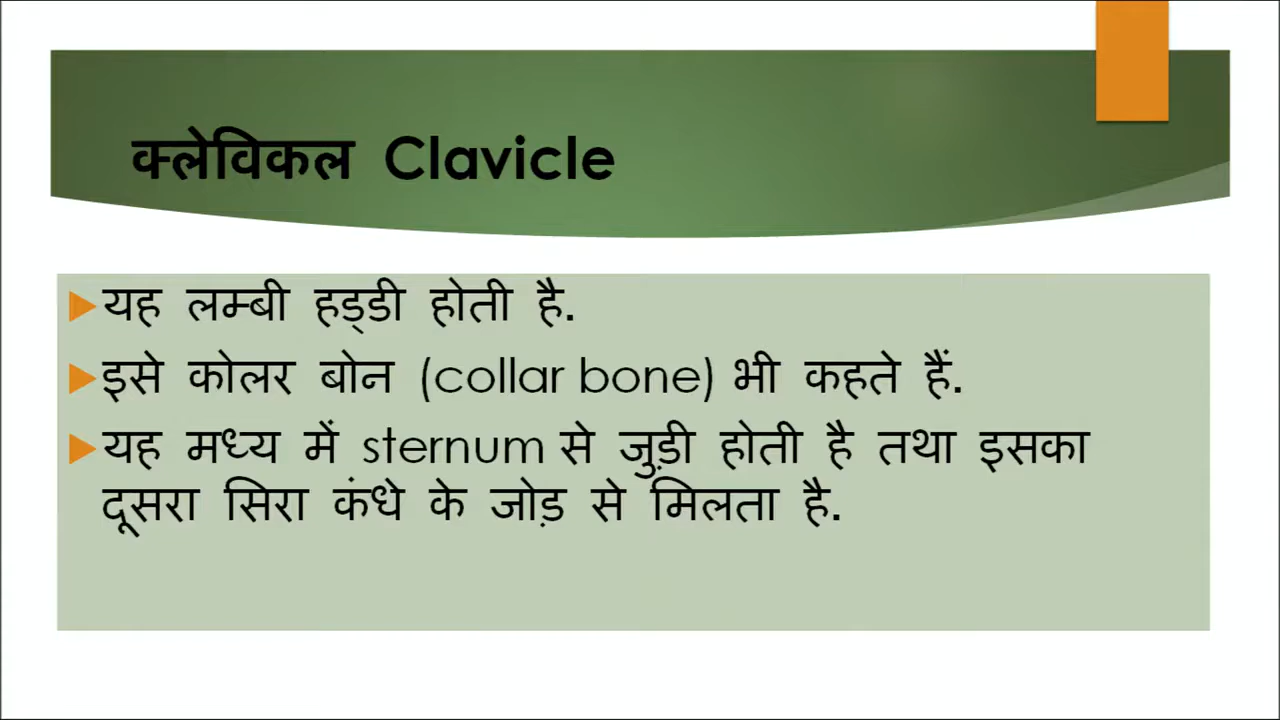 क्लेविकल Clavicle
यह लम्बी हड्डी होती है.
इसे कोलर बोन (collar bone) भी कहते हैं.
यह मध्य में sternum से जुड़ी होती है तथा इसका
दूसरा सिरा कंधे के जोड़ से मिलता है.